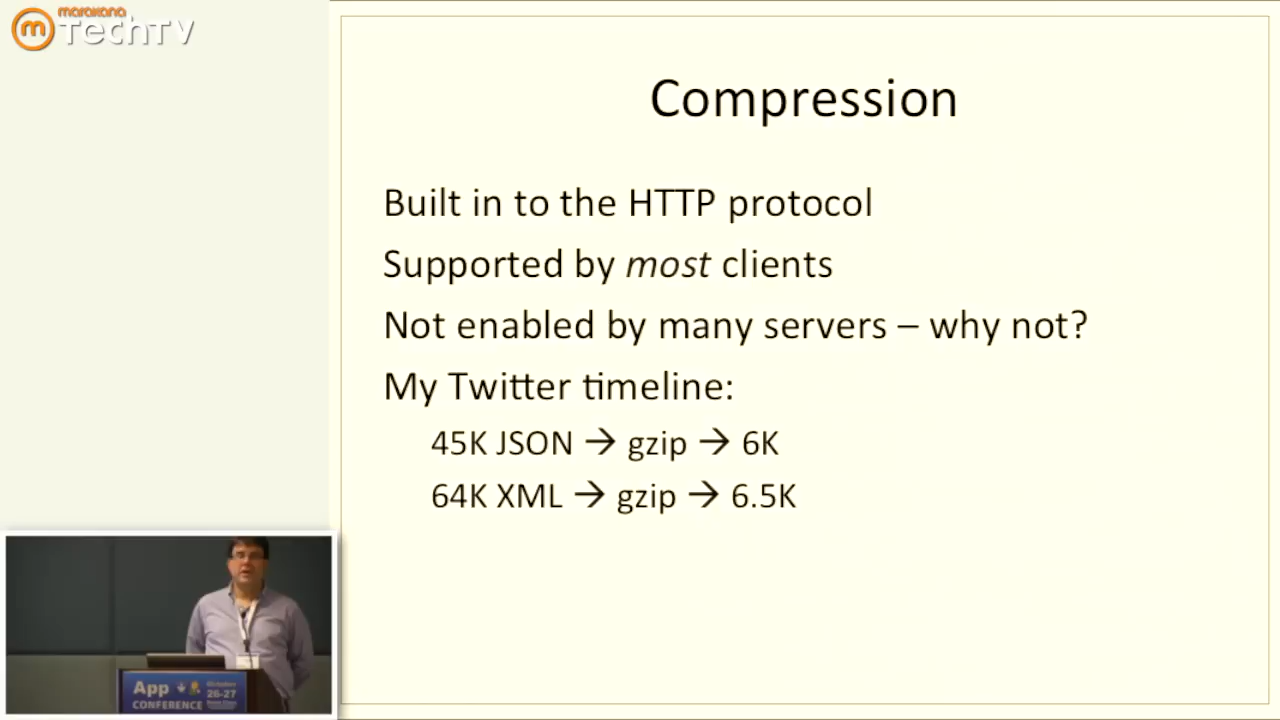 marakana
TechTV
Compression
Built in to the HTTP protocol
Supported by most clients
Not enabled by many servers – why not?
My Twitter timeline:
45K JSON → gzip → 6K
64K XML → gzip → 6.5K
App
CONFERENCE
26-27